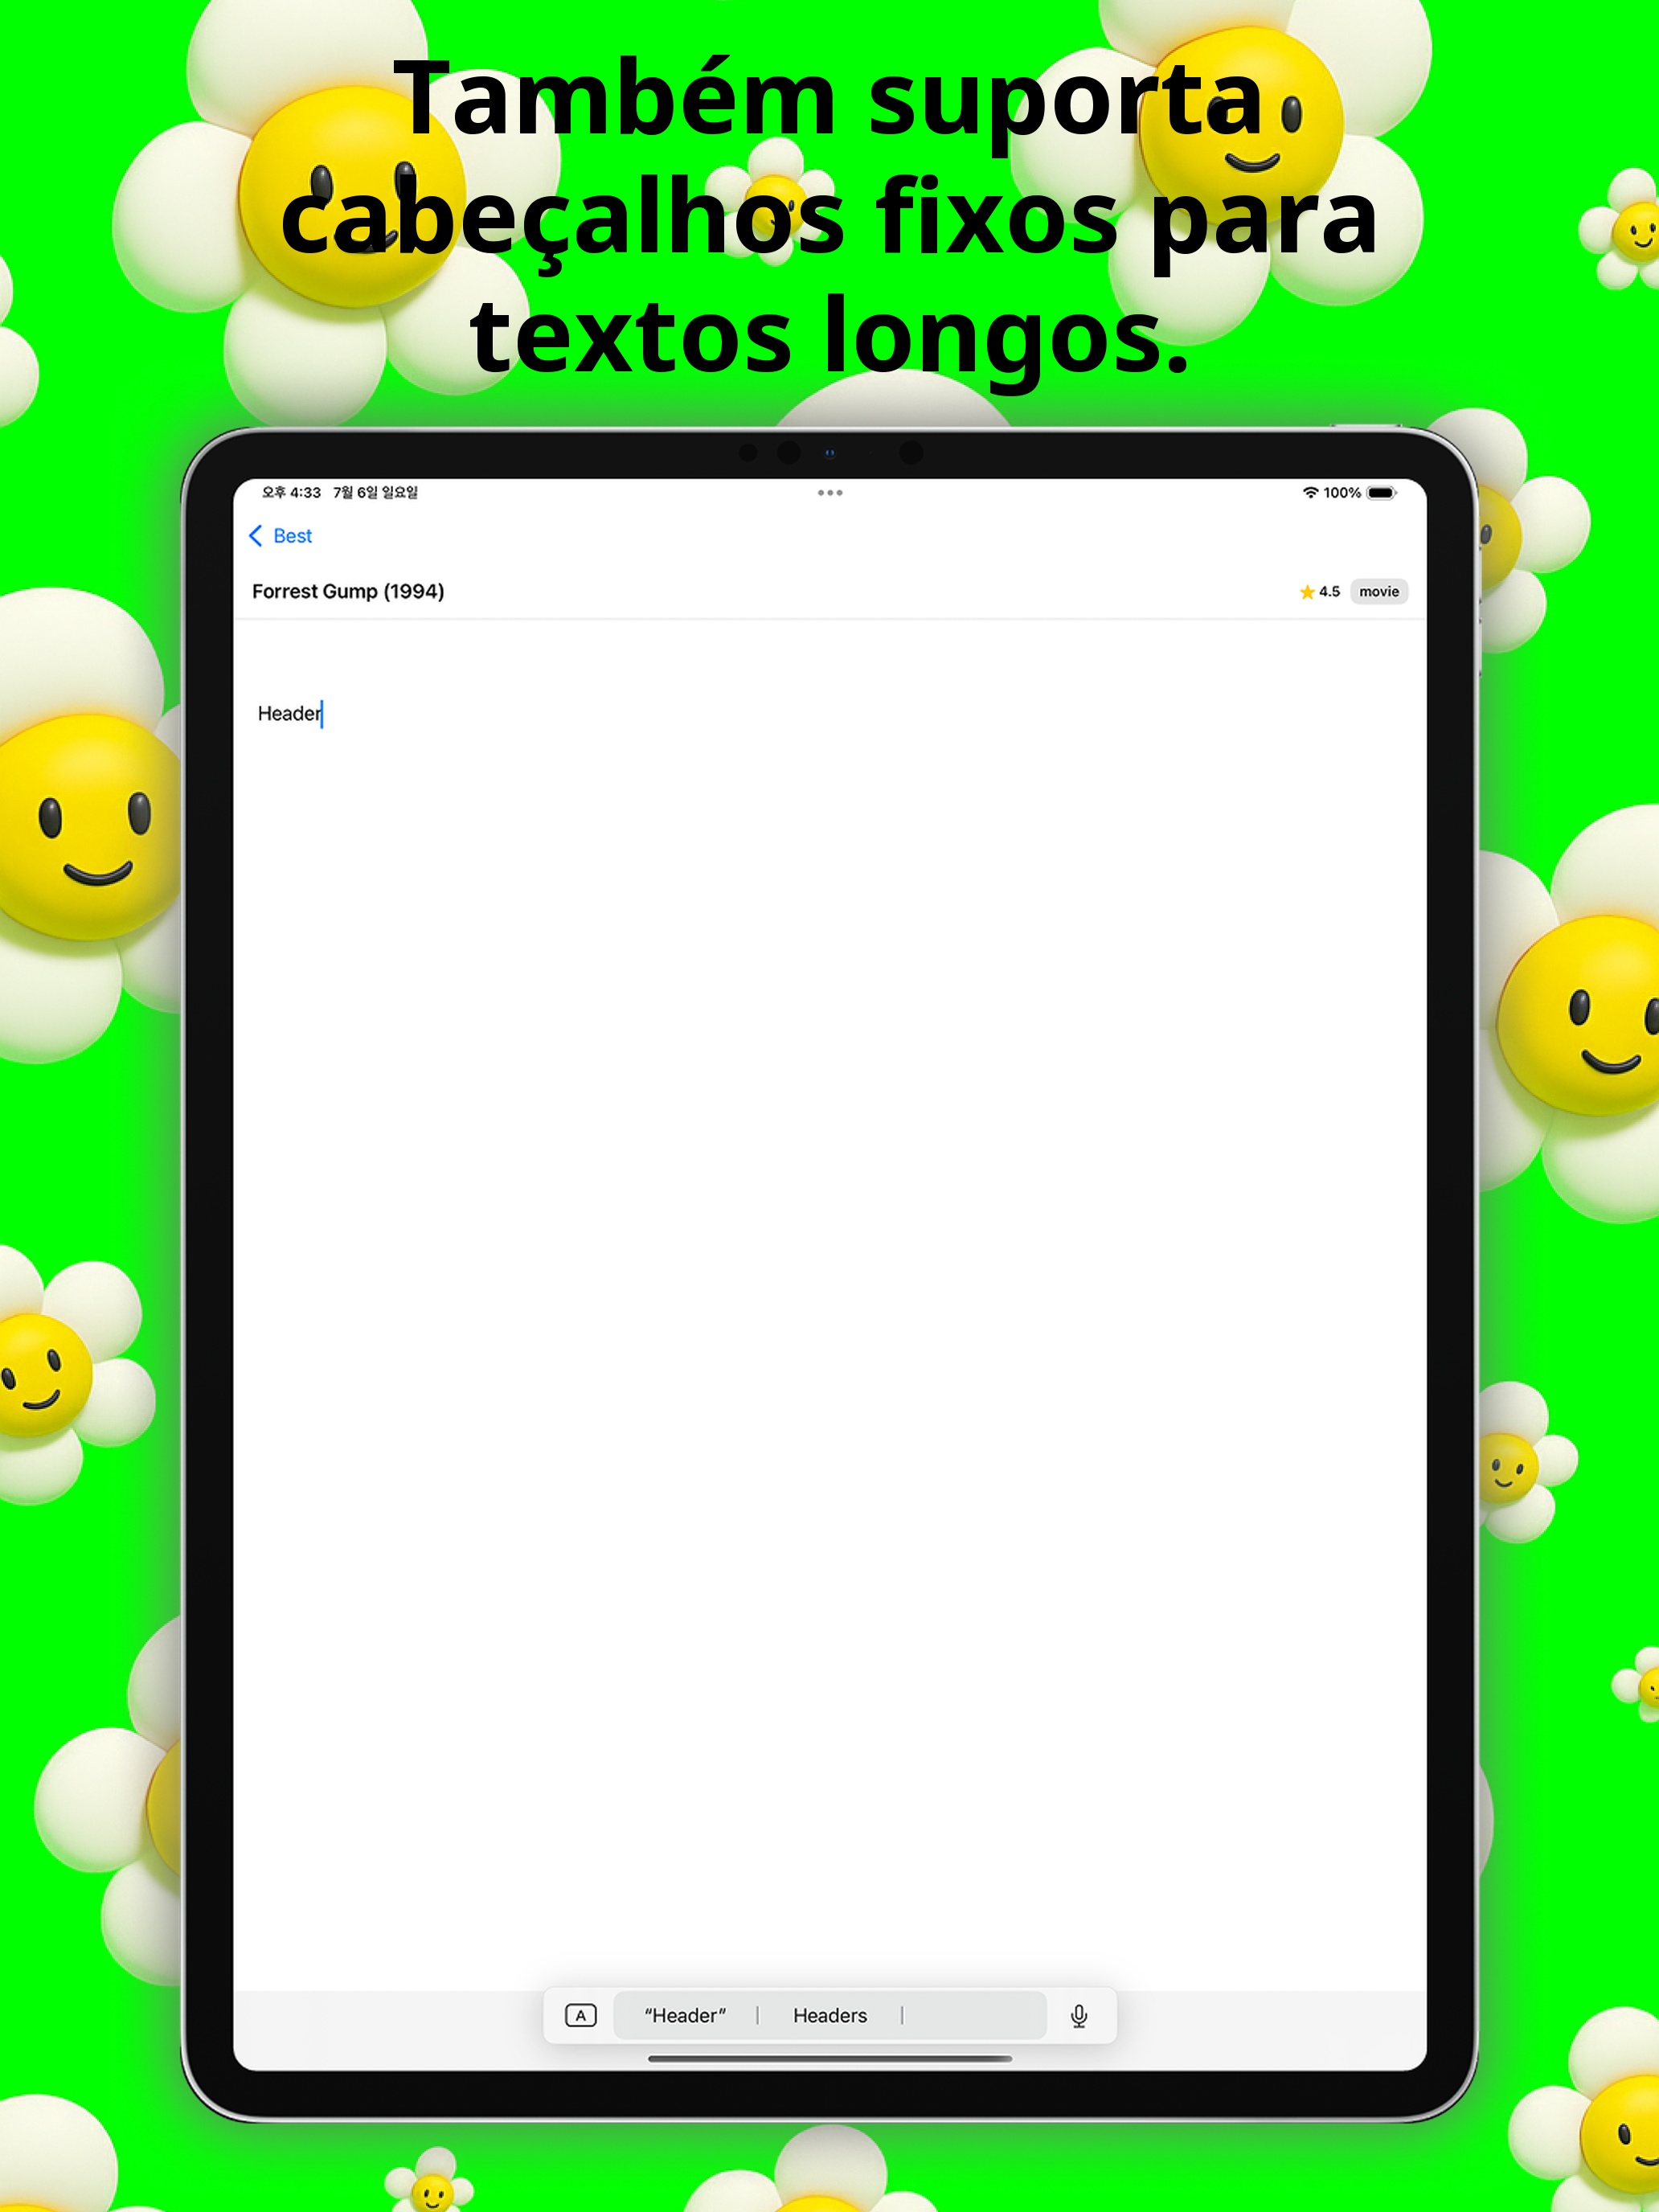 Também suporta
cabeçalhos fixos para
textos longos.
오후 4:33 7월 6일 일요일
100%
Best
Forrest Gump (1994)
4.5 movie
Header
A "Header" Headers